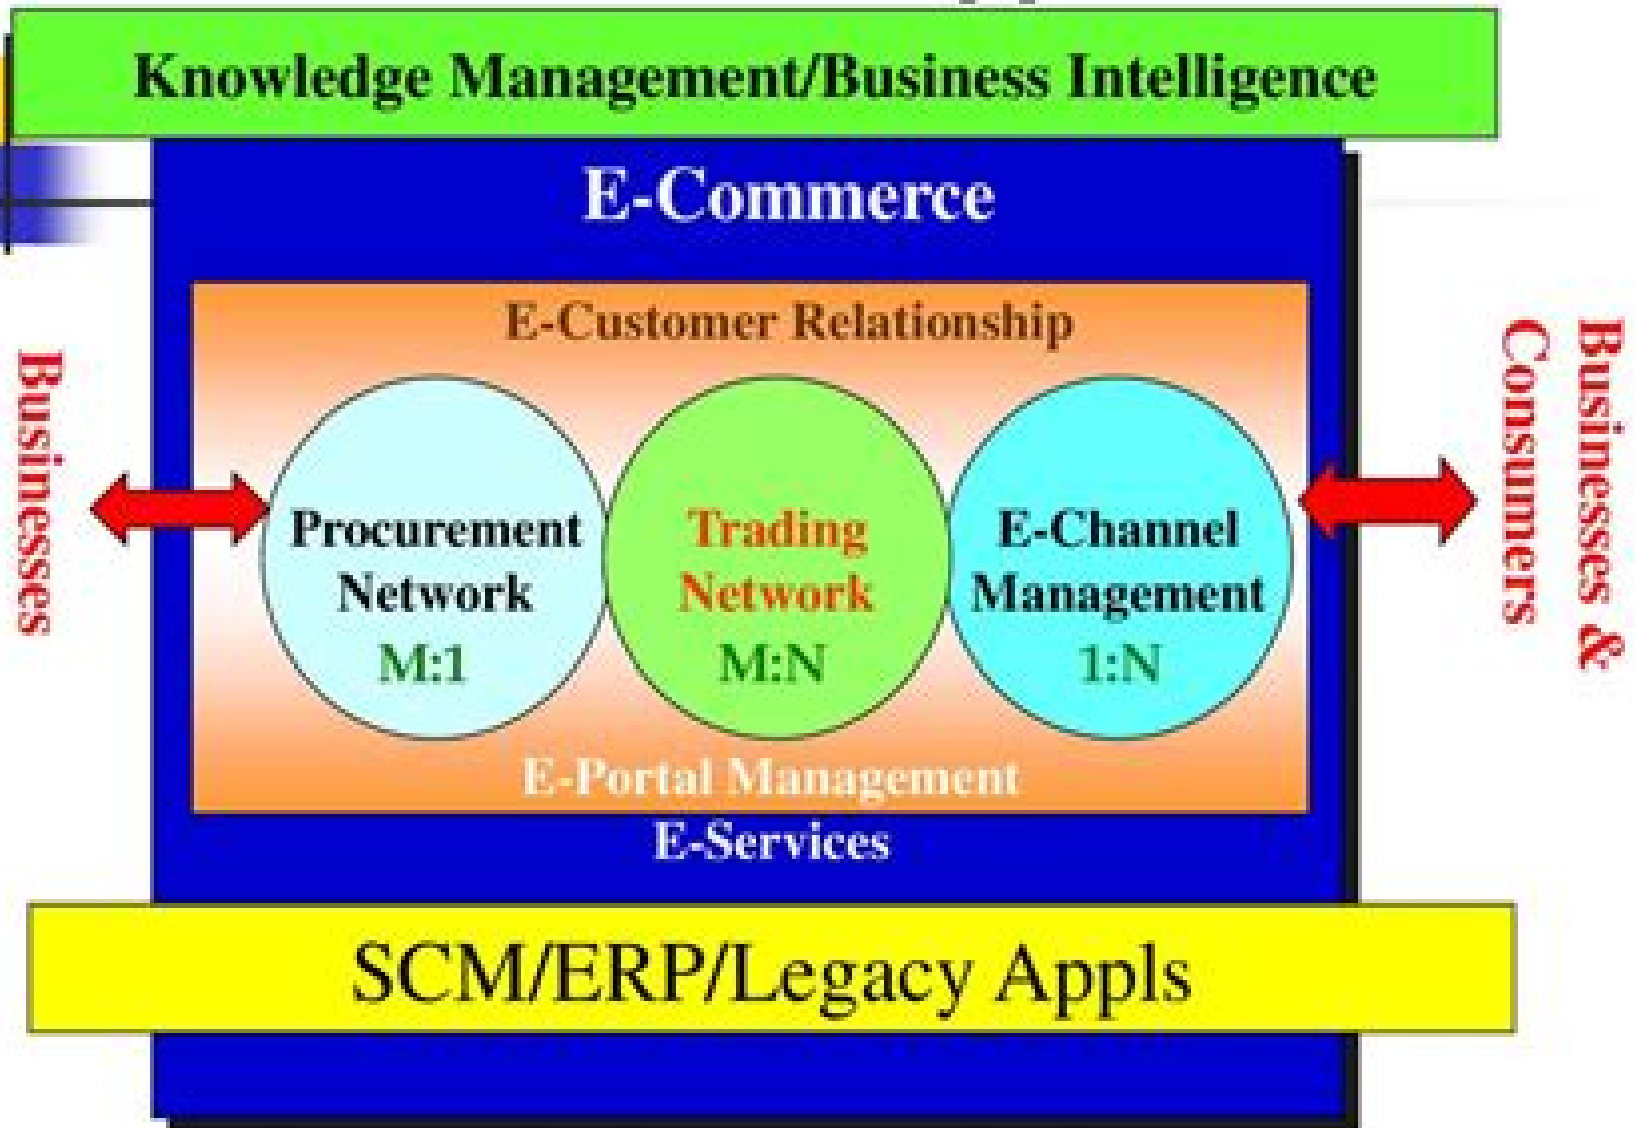 Knowledge Management/Business Intelligence
E-Commerce
E-Customer Relationship
Businesses
Procurement
Network
M:1
Trading
Network
M:N
E-Channel
Management
1:N
Businesses &
Consumers
E-Portal Management
E-Services
SCM/ERP/Legacy Appls